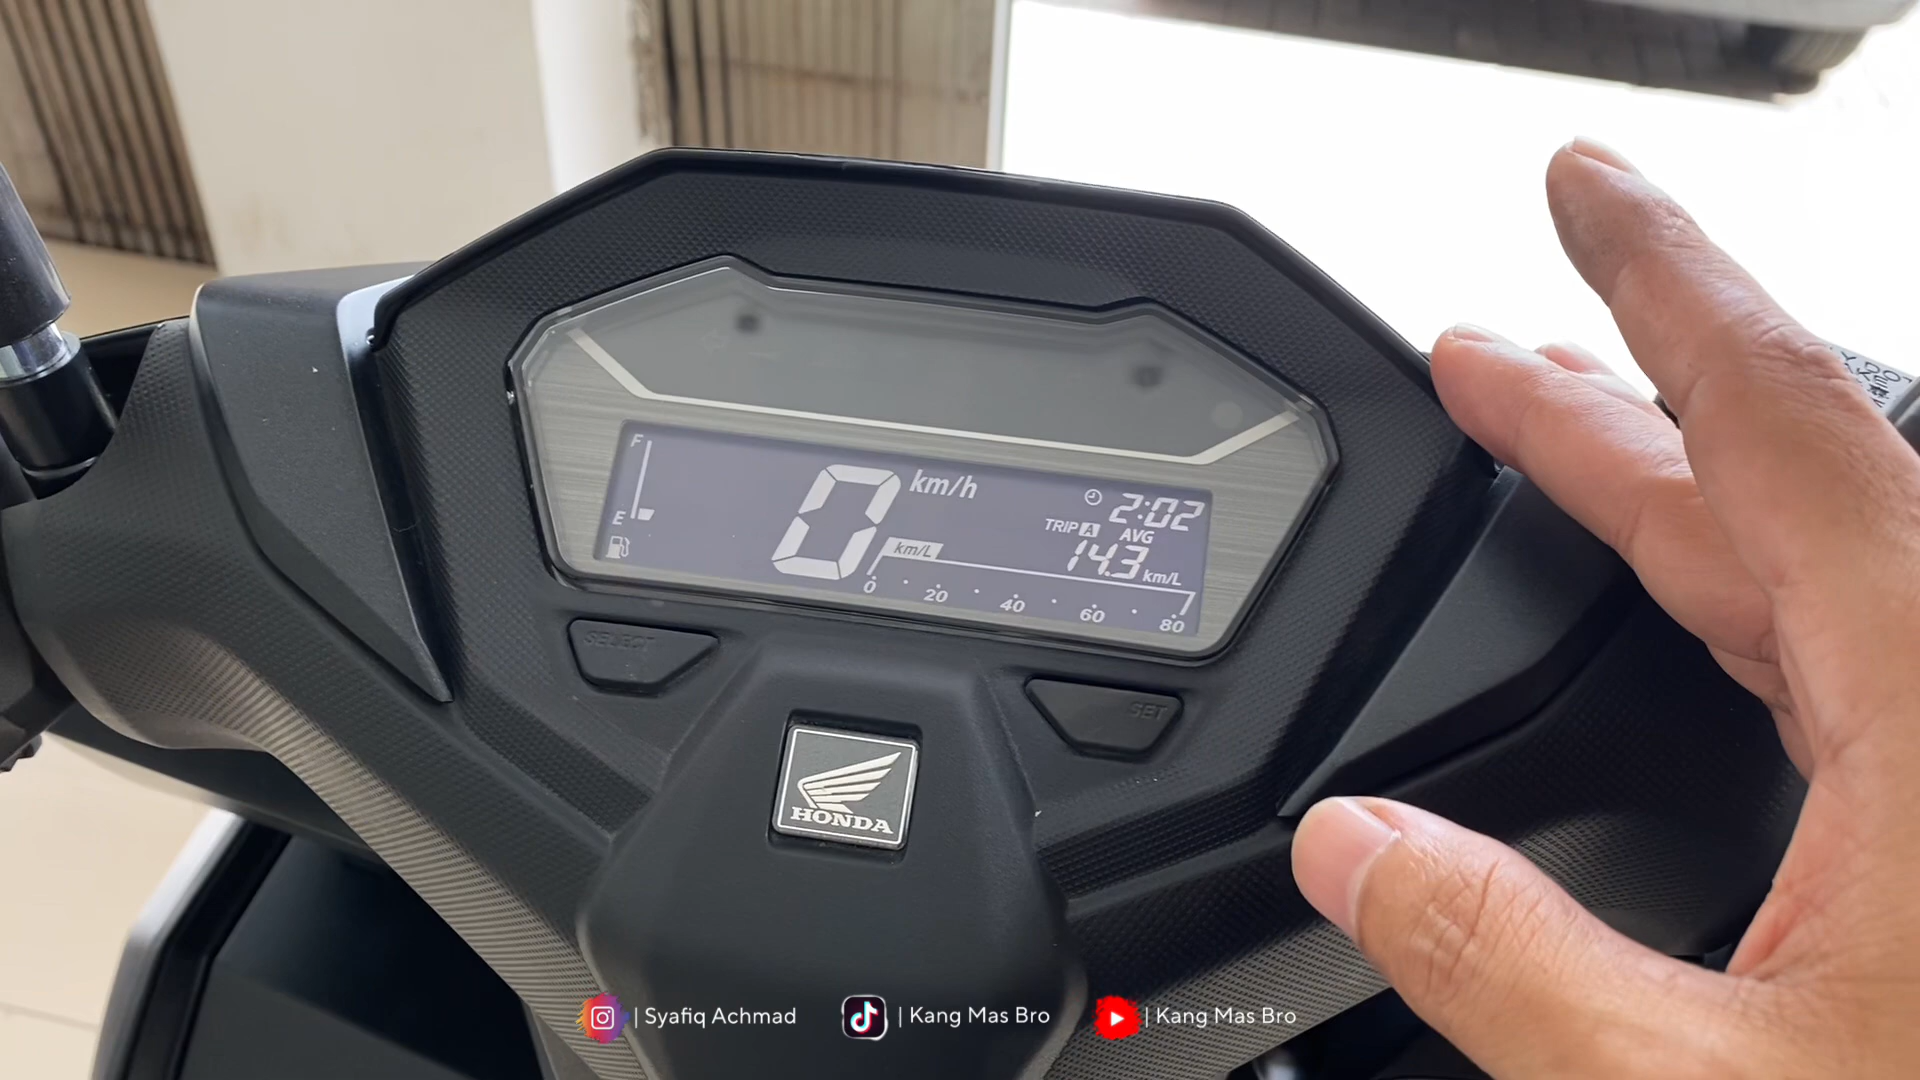 F
E
0 km/h
2:02
TRIP A AVG
14.3 km/L
km/L
0 20 40 60 80
SELECT
SET
HONDA
| Syafiq Achmad
| Kang Mas Bro
| Kang Mas Bro